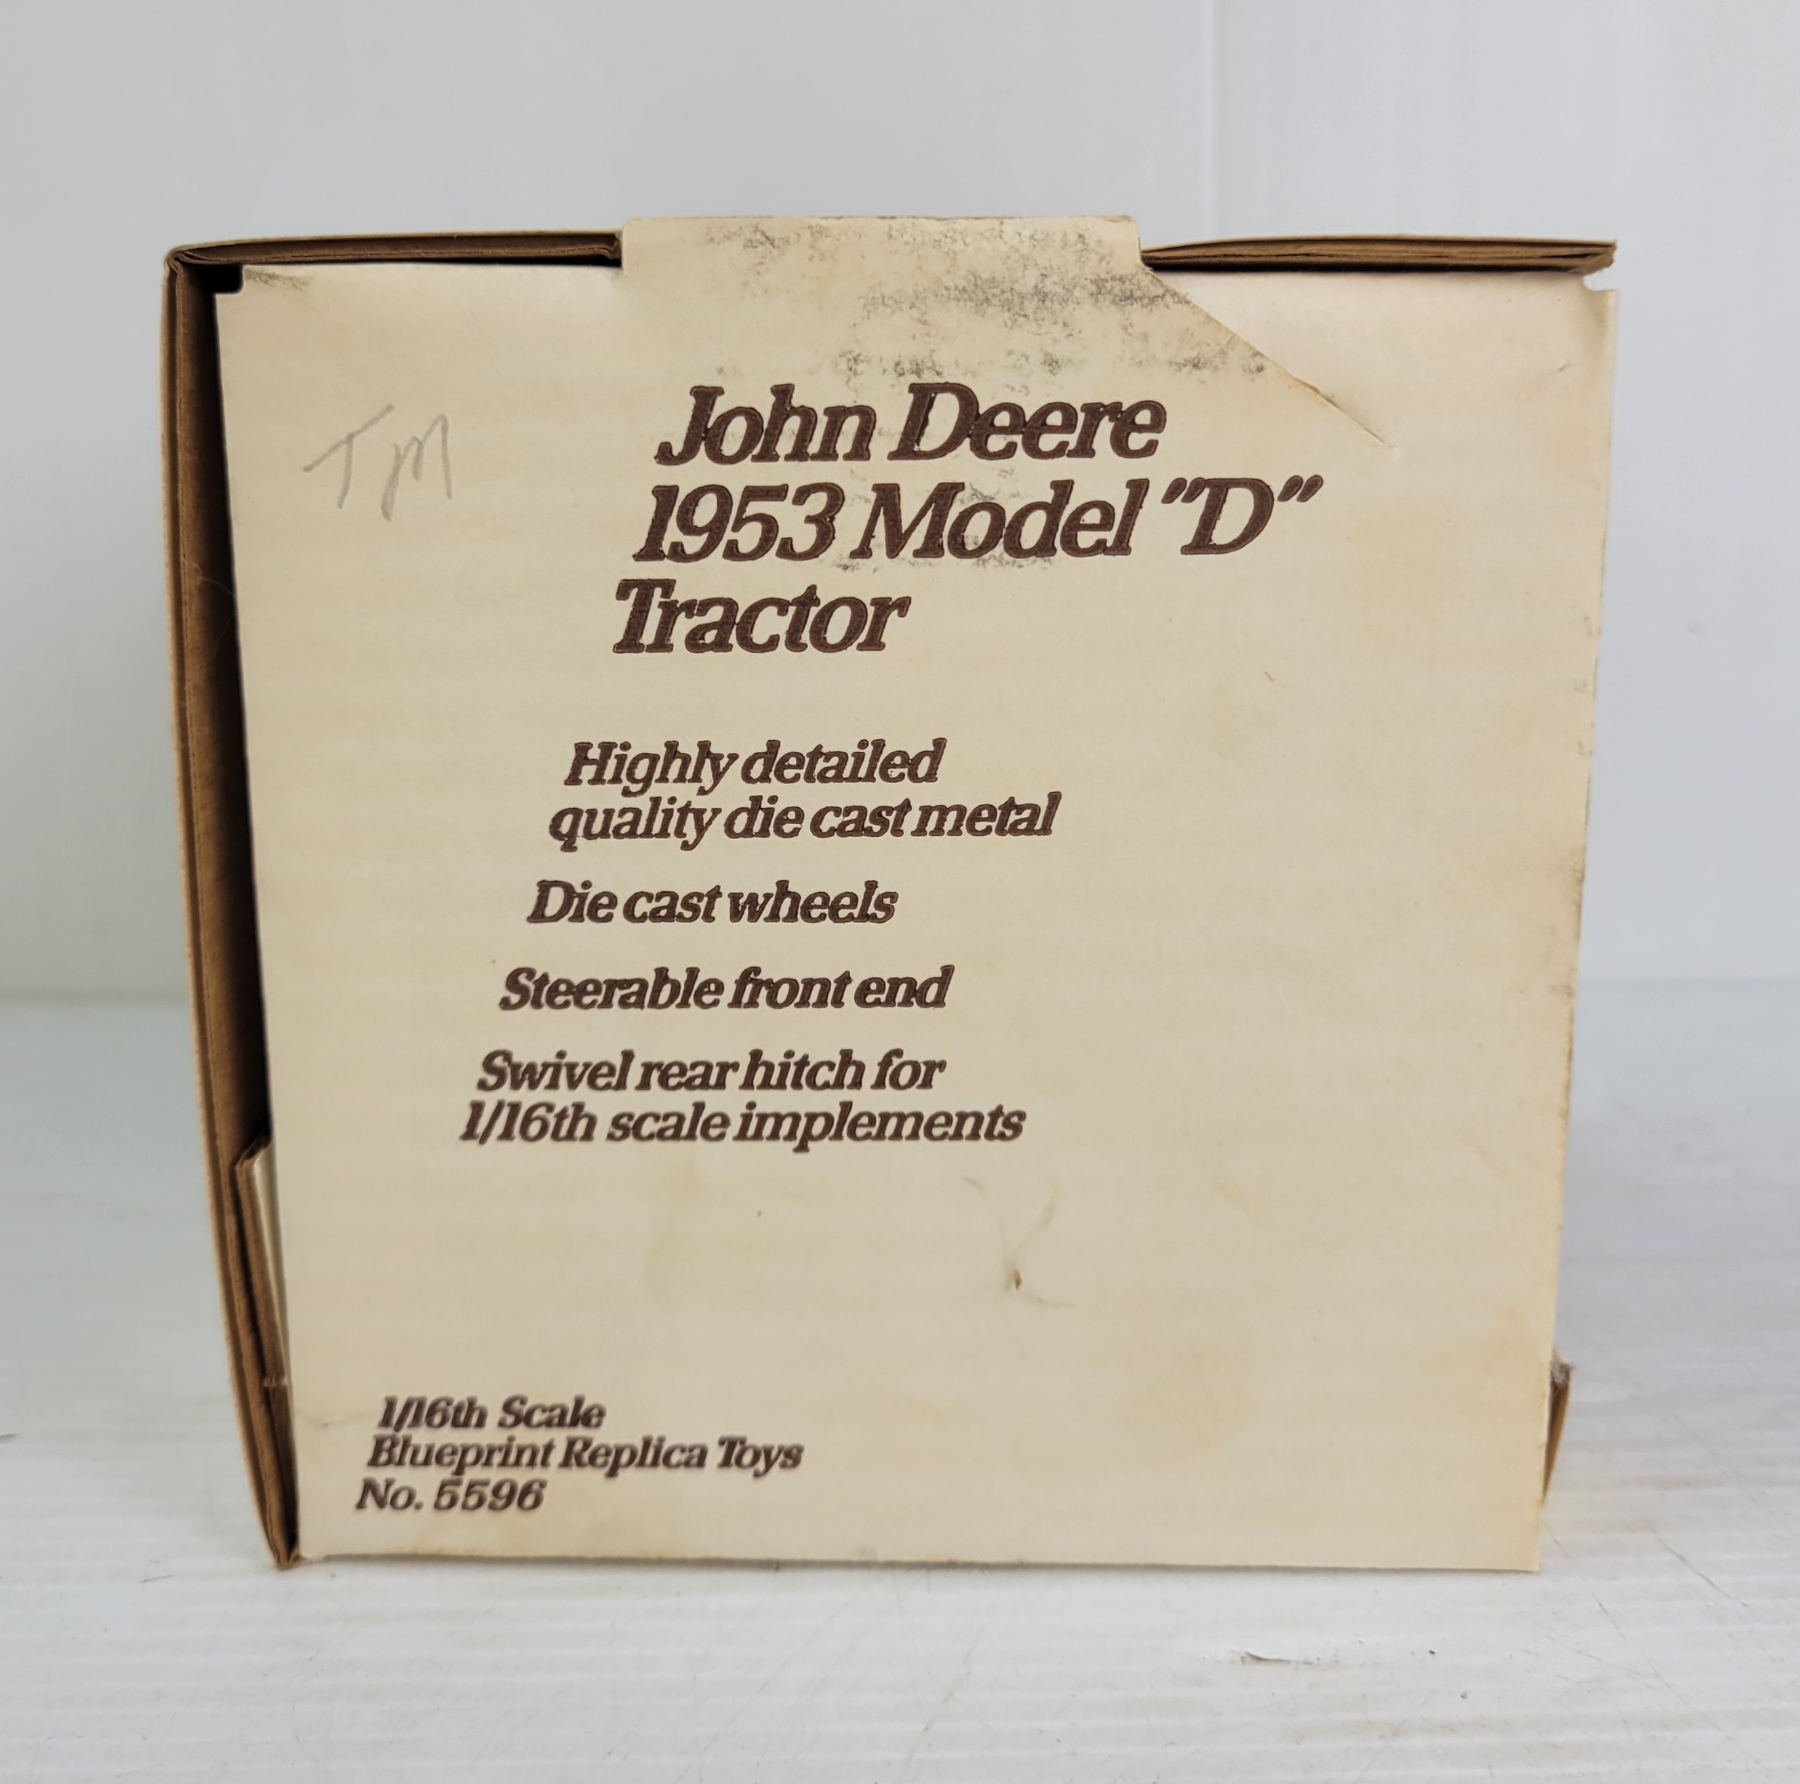 TM
John Deere
1953 Model "D"
Tractor
Highly detailed
quality die cast metal
Die cast wheels
Steerable front end
Swivel rear hitch for
1/16th scale implements
1/16th Scale
Blueprint Replica Toys
No. 5596